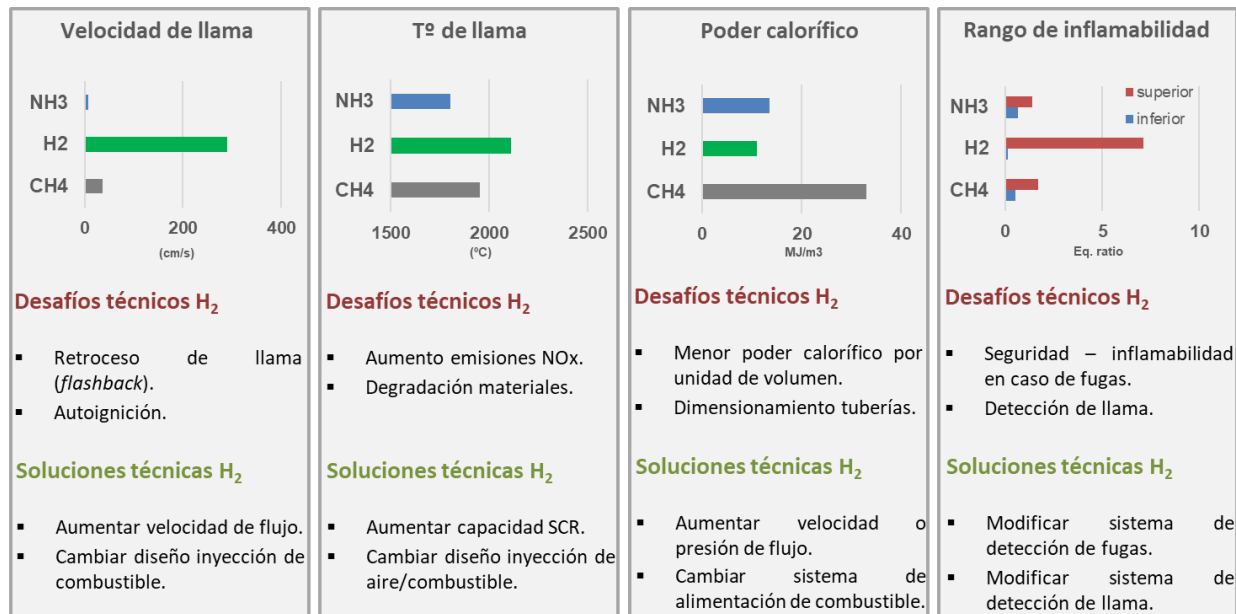 Velocidad de llama
NH3
H2
CH4
0
200
400
(cm/s)
Desafíos técnicos H₂
▪ Retroceso de llama
(flashback).
▪ Autoignición.
Soluciones técnicas H₂
▪ Aumentar velocidad de flujo.
▪ Cambiar diseño inyección de
combustible.
Tº de llama
NH3
H2
CH4
1500
2000
2500
(ºC)
Desafíos técnicos H₂
▪ Aumento emisiones NOx.
▪ Degradación materiales.
Soluciones técnicas H₂
▪ Aumentar capacidad SCR.
▪ Cambiar diseño inyección de
aire/combustible.
Poder calorífico
NH3
H2
CH4
0
20
40
MJ/m3
Desafíos técnicos H₂
▪ Menor poder calorífico por
unidad de volumen.
▪ Dimensionamiento tuberías.
Soluciones técnicas H₂
▪ Aumentar velocidad o
presión de flujo.
▪ Cambiar sistema de
alimentación de combustible.
Rango de inflamabilidad
superior
inferior
NH3
H2
CH4
0
5
10
Eq. ratio
Desafíos técnicos H₂
▪ Seguridad – inflamabilidad
en caso de fugas.
▪ Detección de llama.
Soluciones técnicas H₂
▪ Modificar sistema de
detección de fugas.
▪ Modificar sistema de
detección de llama.